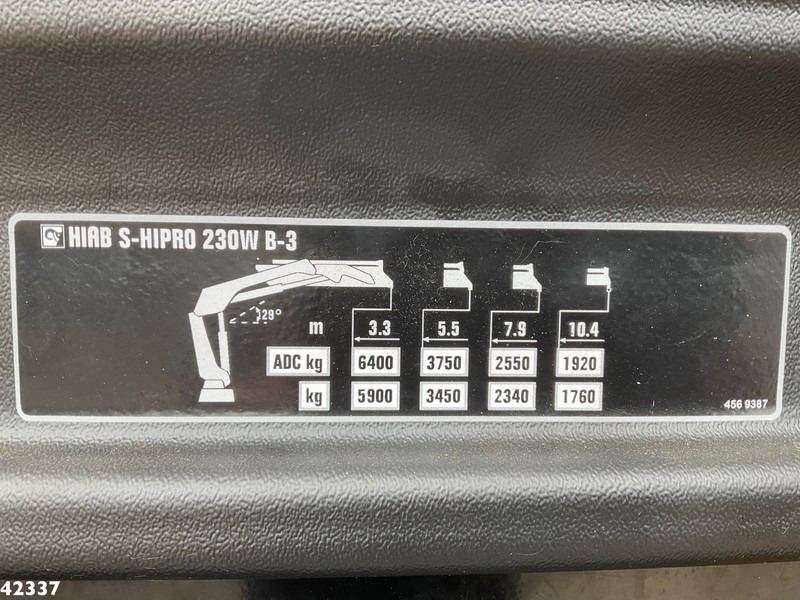 HIAB S-HIPRO 230W B-3
29°
m 3.3 5.5 7.9 10.4
ADC kg 6400 3750 2550 1920
kg 5900 3450 2340 1760
456 9387
42337